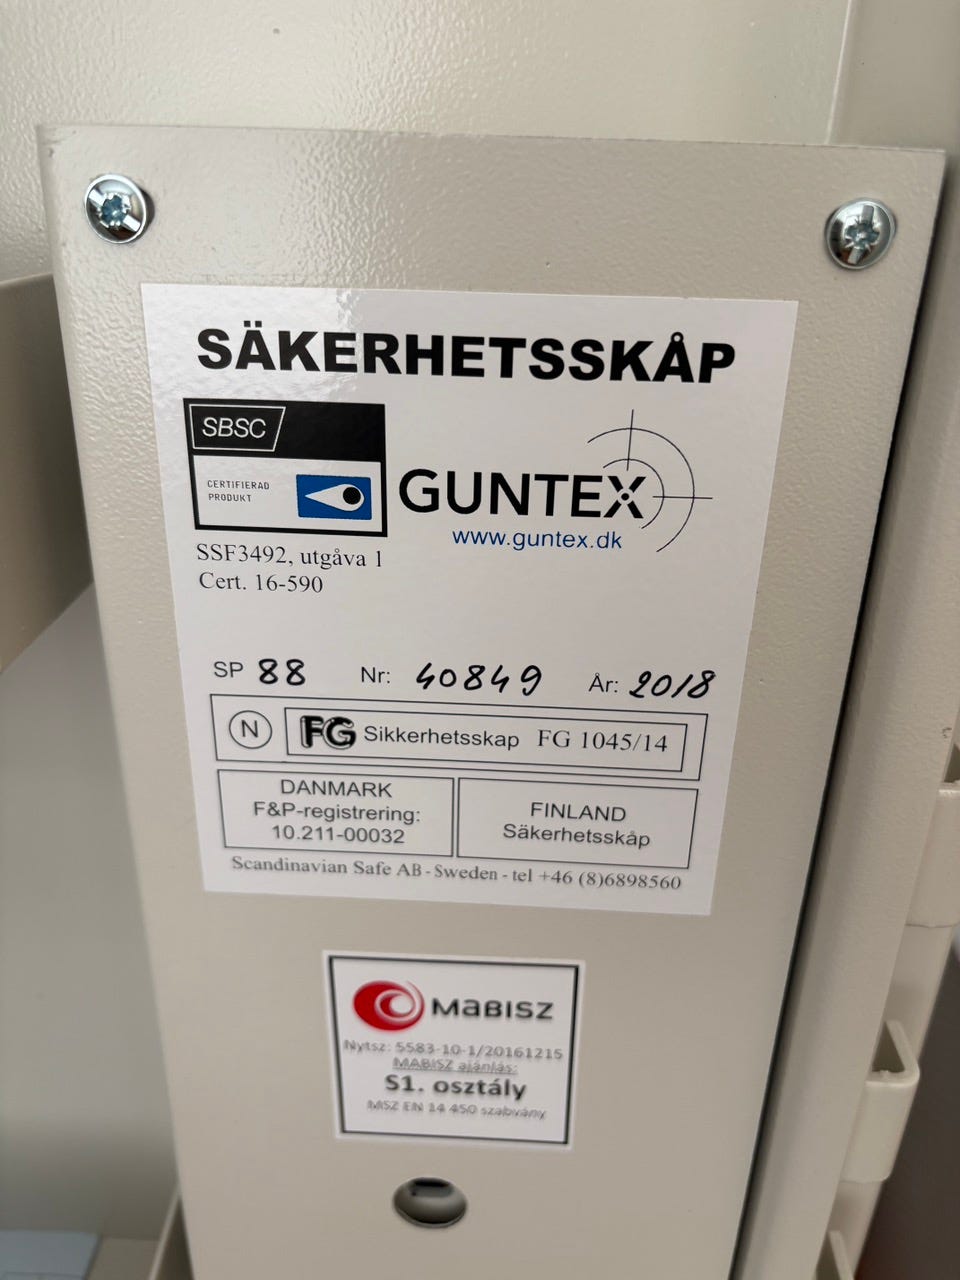 SÄKERHETSSKÅP
SBSC
CERTIFIERAD
PRODUKT
GUNTEX
www.guntex.dk
SSF3492, utgåva 1
Cert. 16-590
SP 88 Nr: 40849 År: 2018
N FG Sikkerhetsskap FG 1045/14
DANMARK
F&P-registrering:
10.211-00032
FINLAND
Säkerhetsskåp
Scandinavian Safe AB - Sweden - tel +46 (8)6898560
MABISZ
Nytsz: 5583-10-1/20161215
MABISZ ajánlás:
S1. osztály
MSZ EN 14 450 szabvány